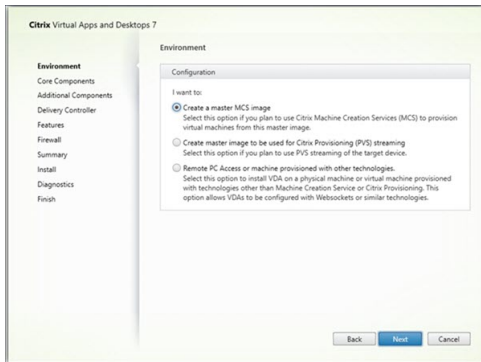 Citrix Virtual Apps and Desktops 7
Environment
Environment
Core Components
Additional Components
Delivery Controller
Features
Firewall
Summary
Install
Diagnostics
Finish
Configuration
I want to:
Create a master MCS image
Select this option if you plan to use Citrix Machine Creation Services (MCS) to provision
virtual machines from this master image.
Create master image to be used for Citrix Provisioning (PVS) streaming
Select this option if you plan to use PVS streaming of the target device.
Remote PC Access or machine provisioned with other technologies.
Select this option to install VDA on a physical machine or virtual machine provisioned
with technologies other than Machine Creation Service or Citrix Provisioning. This
option allows VDAs to be configured with Websockets or similar technologies.
Back
Next
Cancel